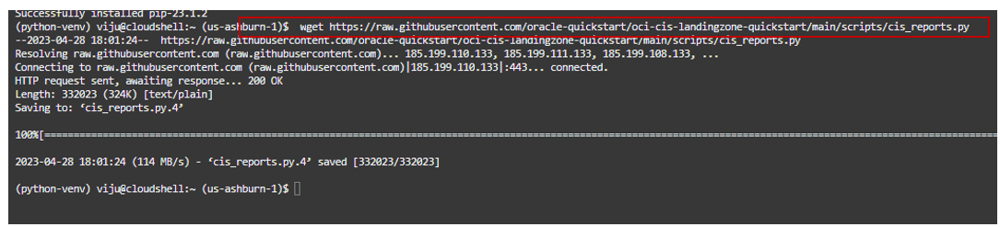 Successfully installed pip-23.1.2
(python-venv) viju@cloudshell:~ (us-ashburn-1)$  wget https://raw.githubusercontent.com/oracle-quickstart/oci-cis-landingzone-quickstart/main/scripts/cis_reports.py
--2023-04-28 18:01:24--  https://raw.githubusercontent.com/oracle-quickstart/oci-cis-landingzone-quickstart/main/scripts/cis_reports.py
Resolving raw.githubusercontent.com (raw.githubusercontent.com)... 185.199.110.133, 185.199.111.133, 185.199.108.133, ...
Connecting to raw.githubusercontent.com (raw.githubusercontent.com)|185.199.110.133|:443... connected.
HTTP request sent, awaiting response... 200 OK
Length: 332023 (324K) [text/plain]
Saving to: ‘cis_reports.py.4’
100%[==================================================================================================================================================================
2023-04-28 18:01:24 (114 MB/s) - ‘cis_reports.py.4’ saved [332023/332023]
(python-venv) viju@cloudshell:~ (us-ashburn-1)$